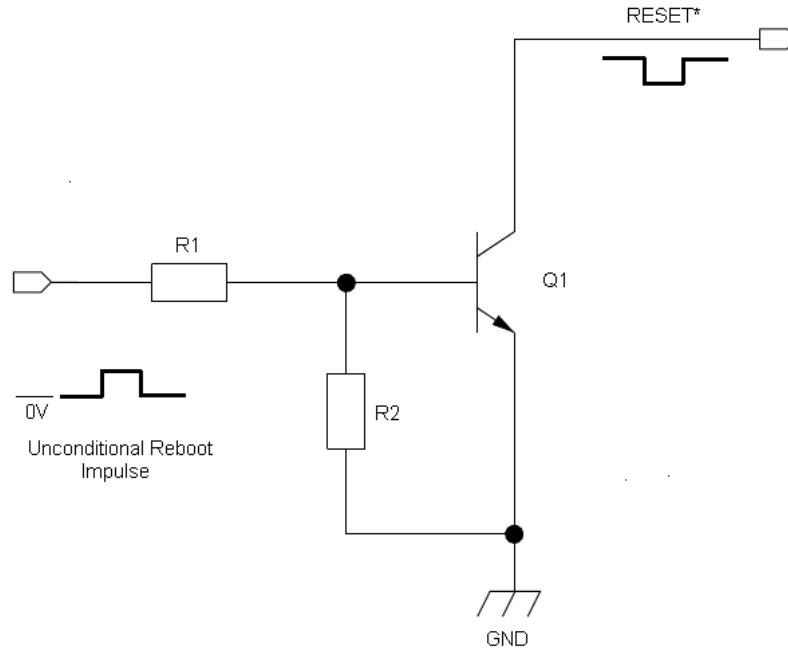 RESET*
R1
Q1
0V
R2
Unconditional Reboot
Impulse
GND